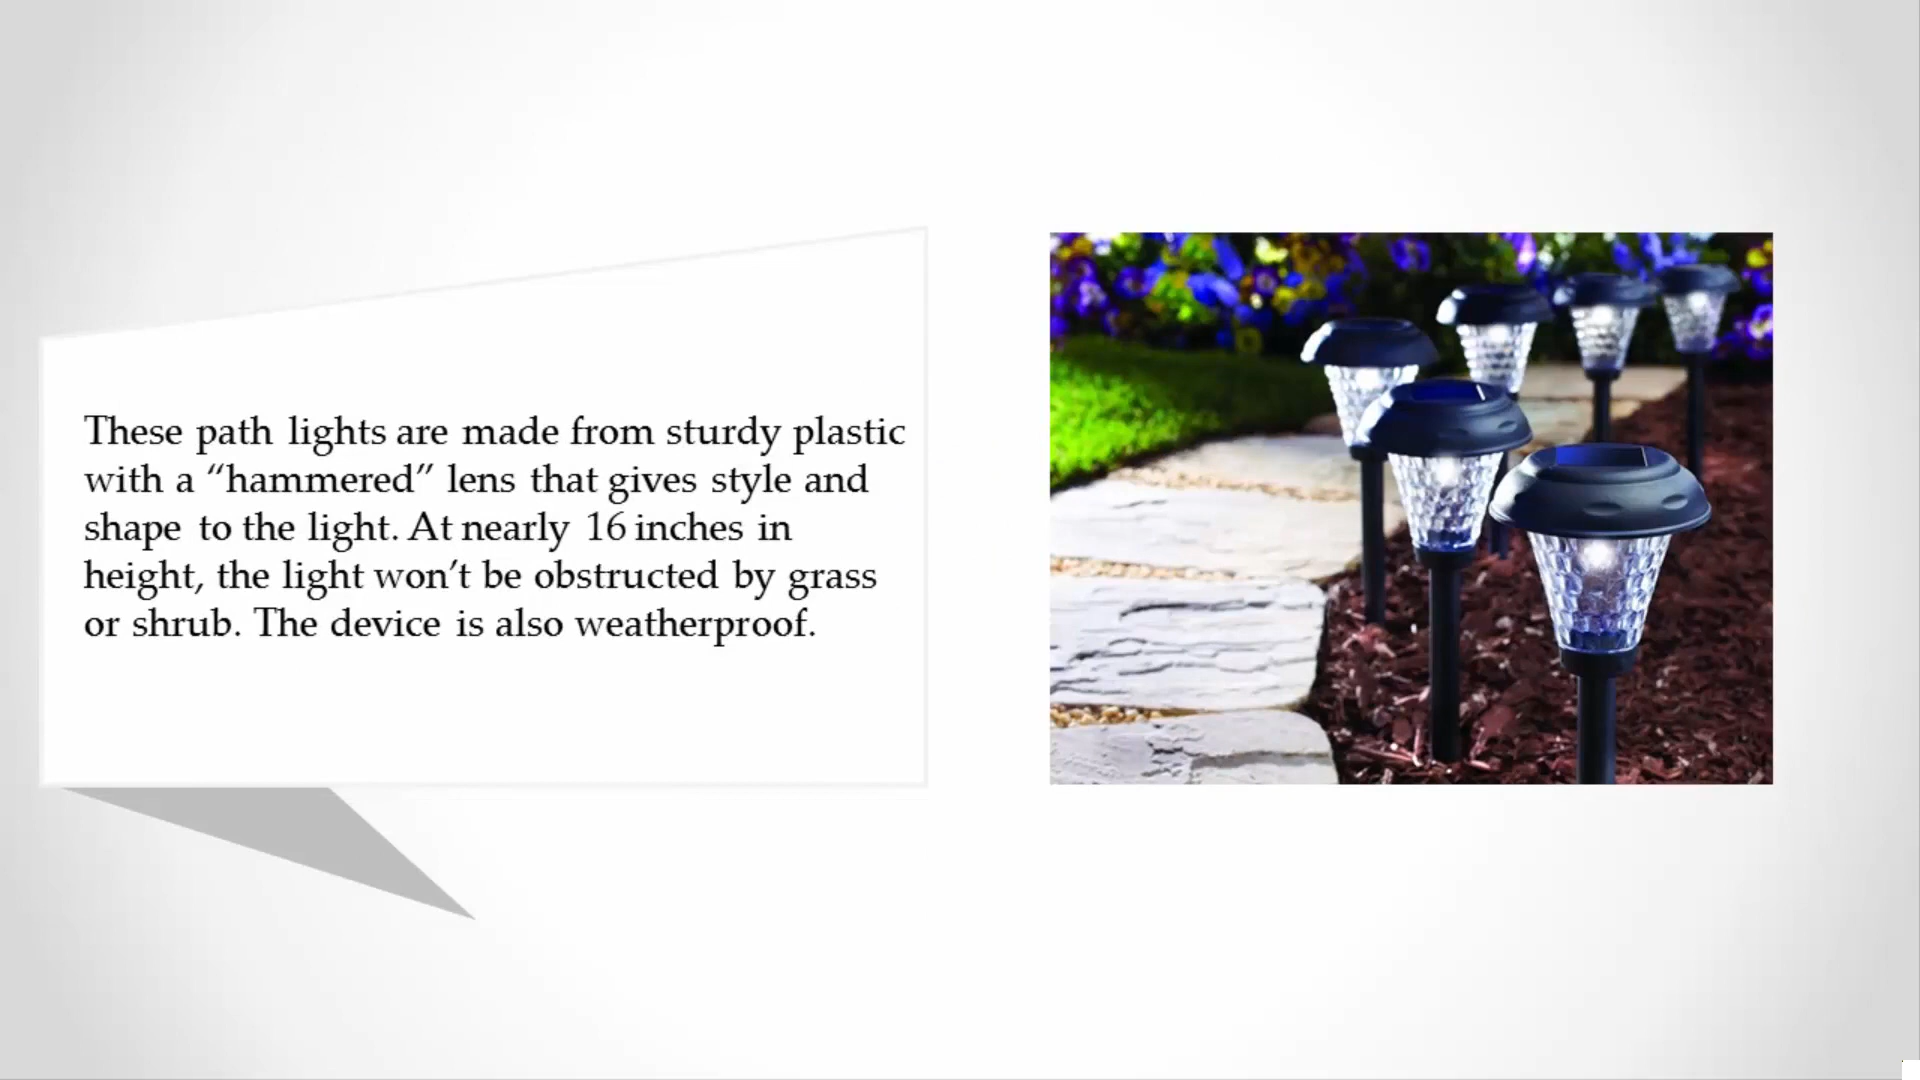 These path lights are made from sturdy plastic
with a “hammered” lens that gives style and
shape to the light. At nearly 16 inches in
height, the light won’t be obstructed by grass
or shrub. The device is also weatherproof.